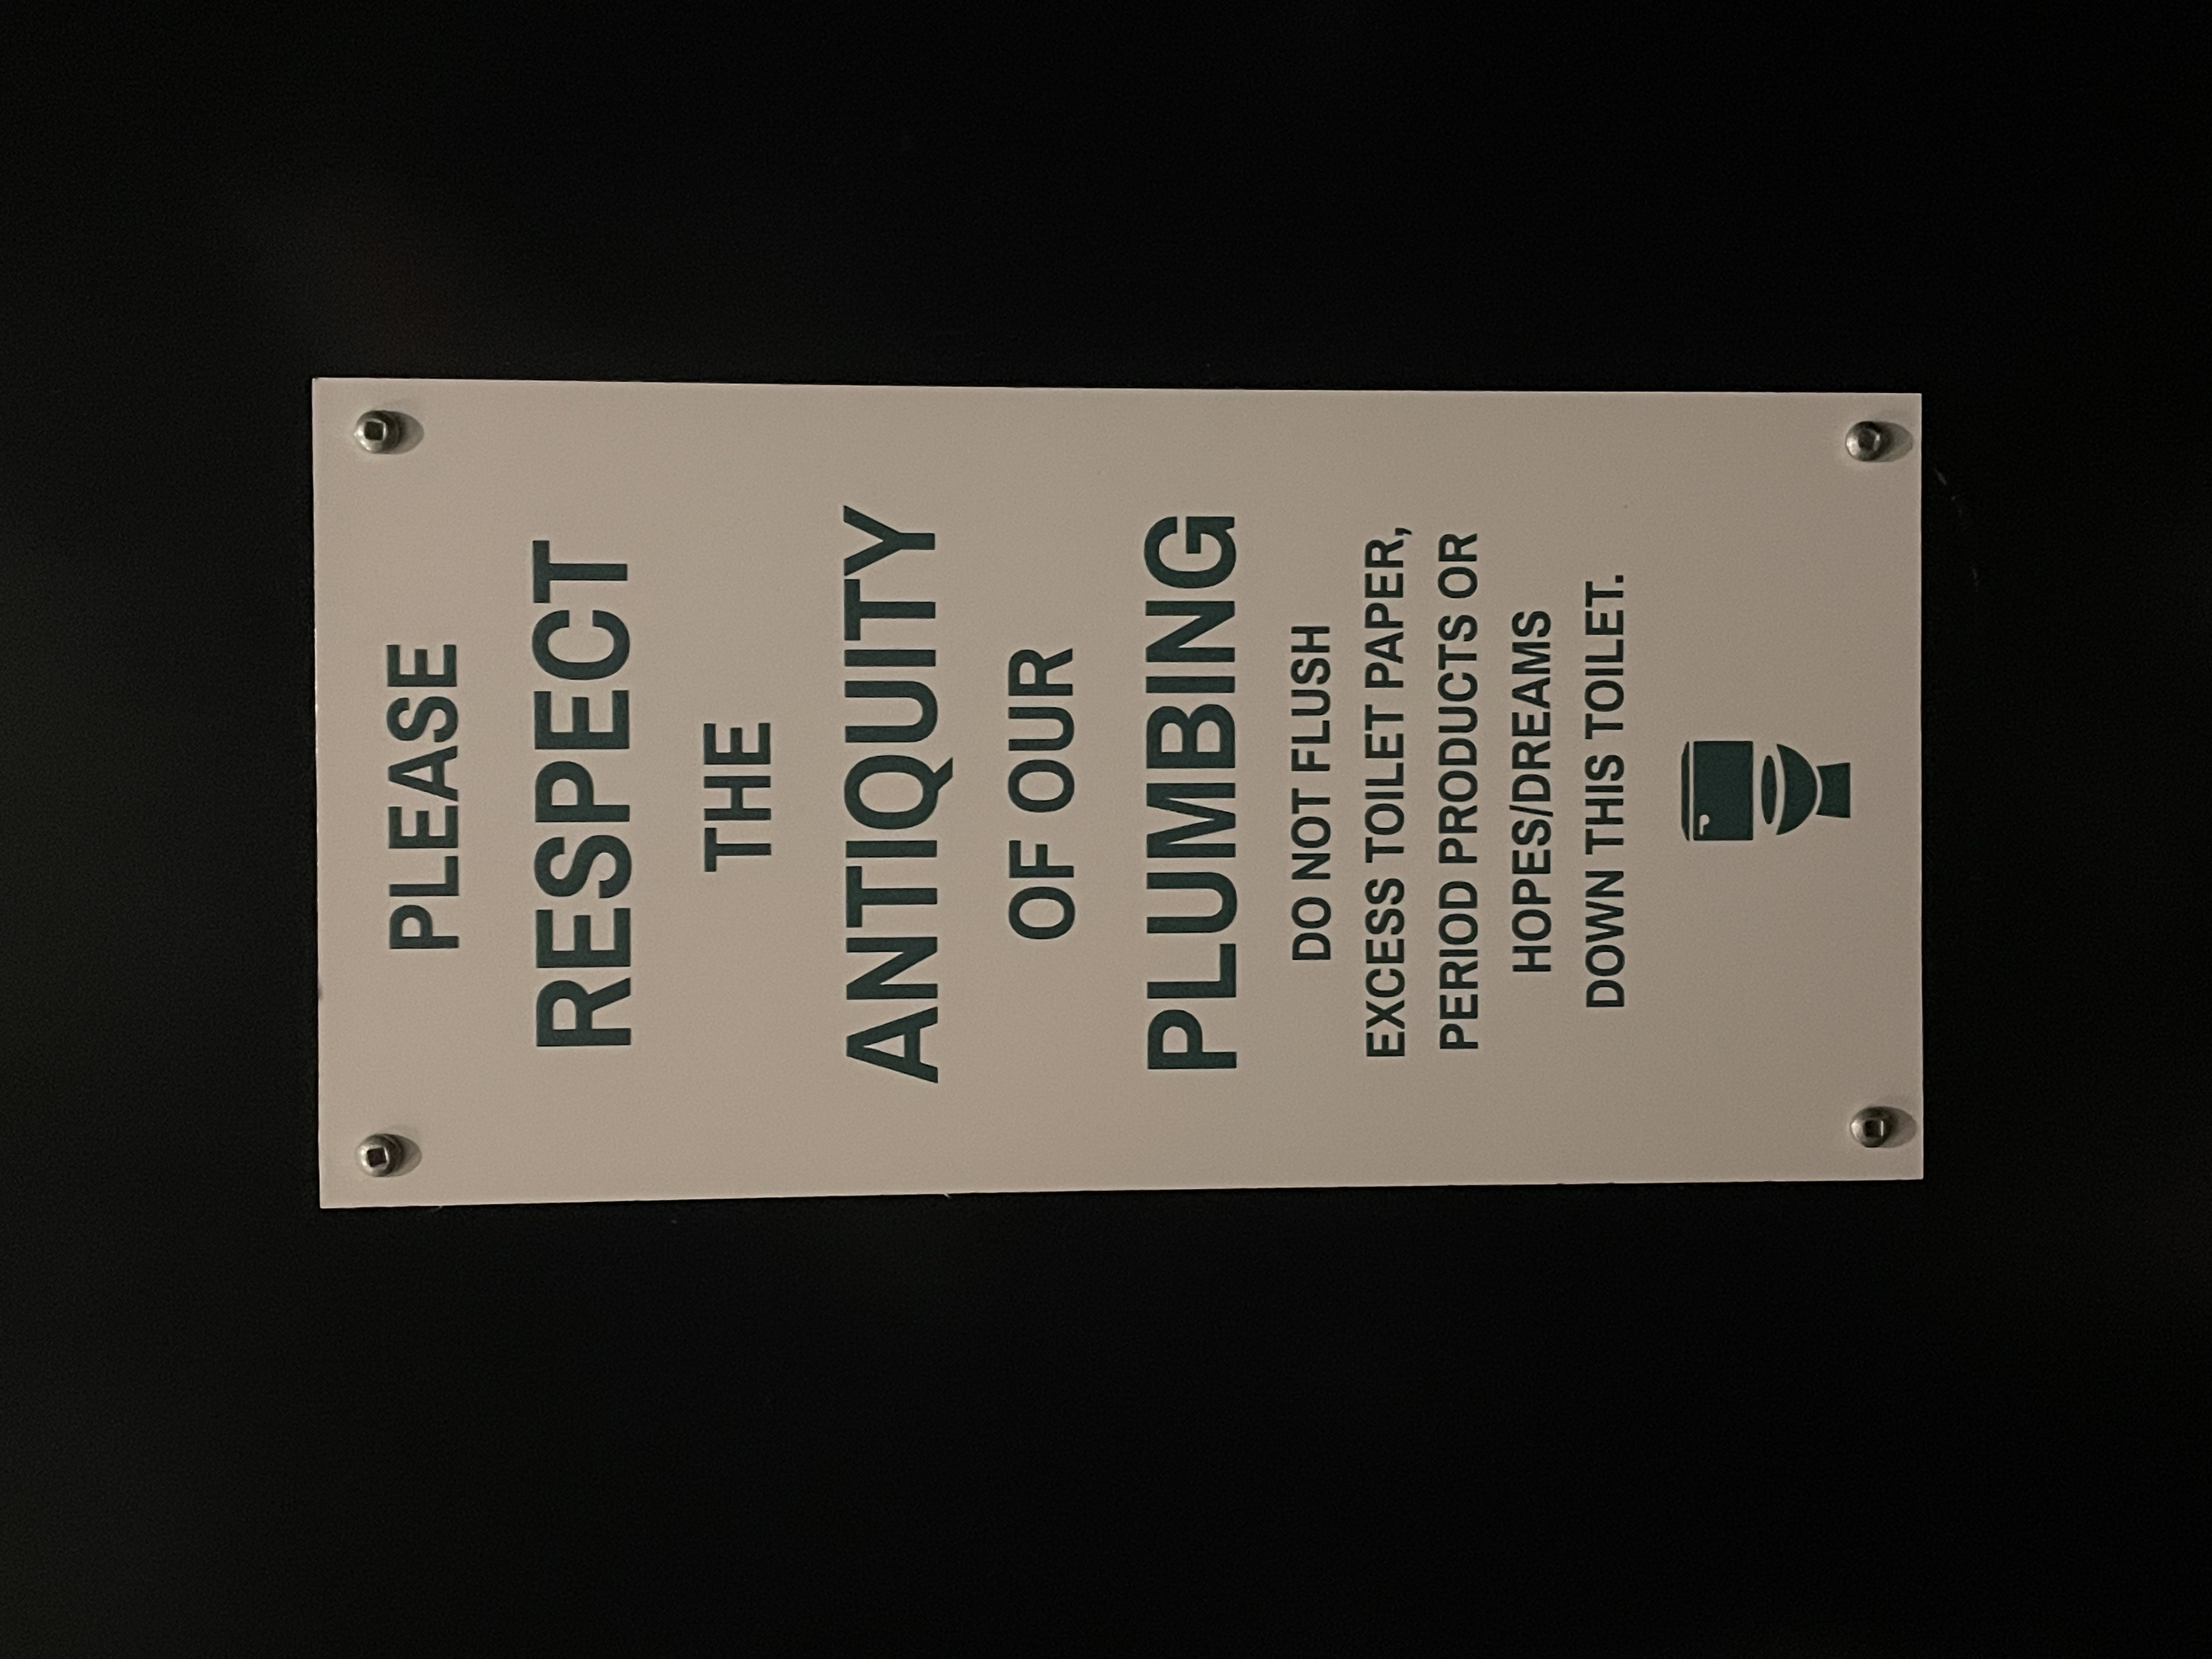 PLEASE
RESPECT
THE
ANTIQUITY
OF OUR
PLUMBING
DO NOT FLUSH
EXCESS TOILET PAPER,
PERIOD PRODUCTS OR
HOPES/DREAMS
DOWN THIS TOILET.